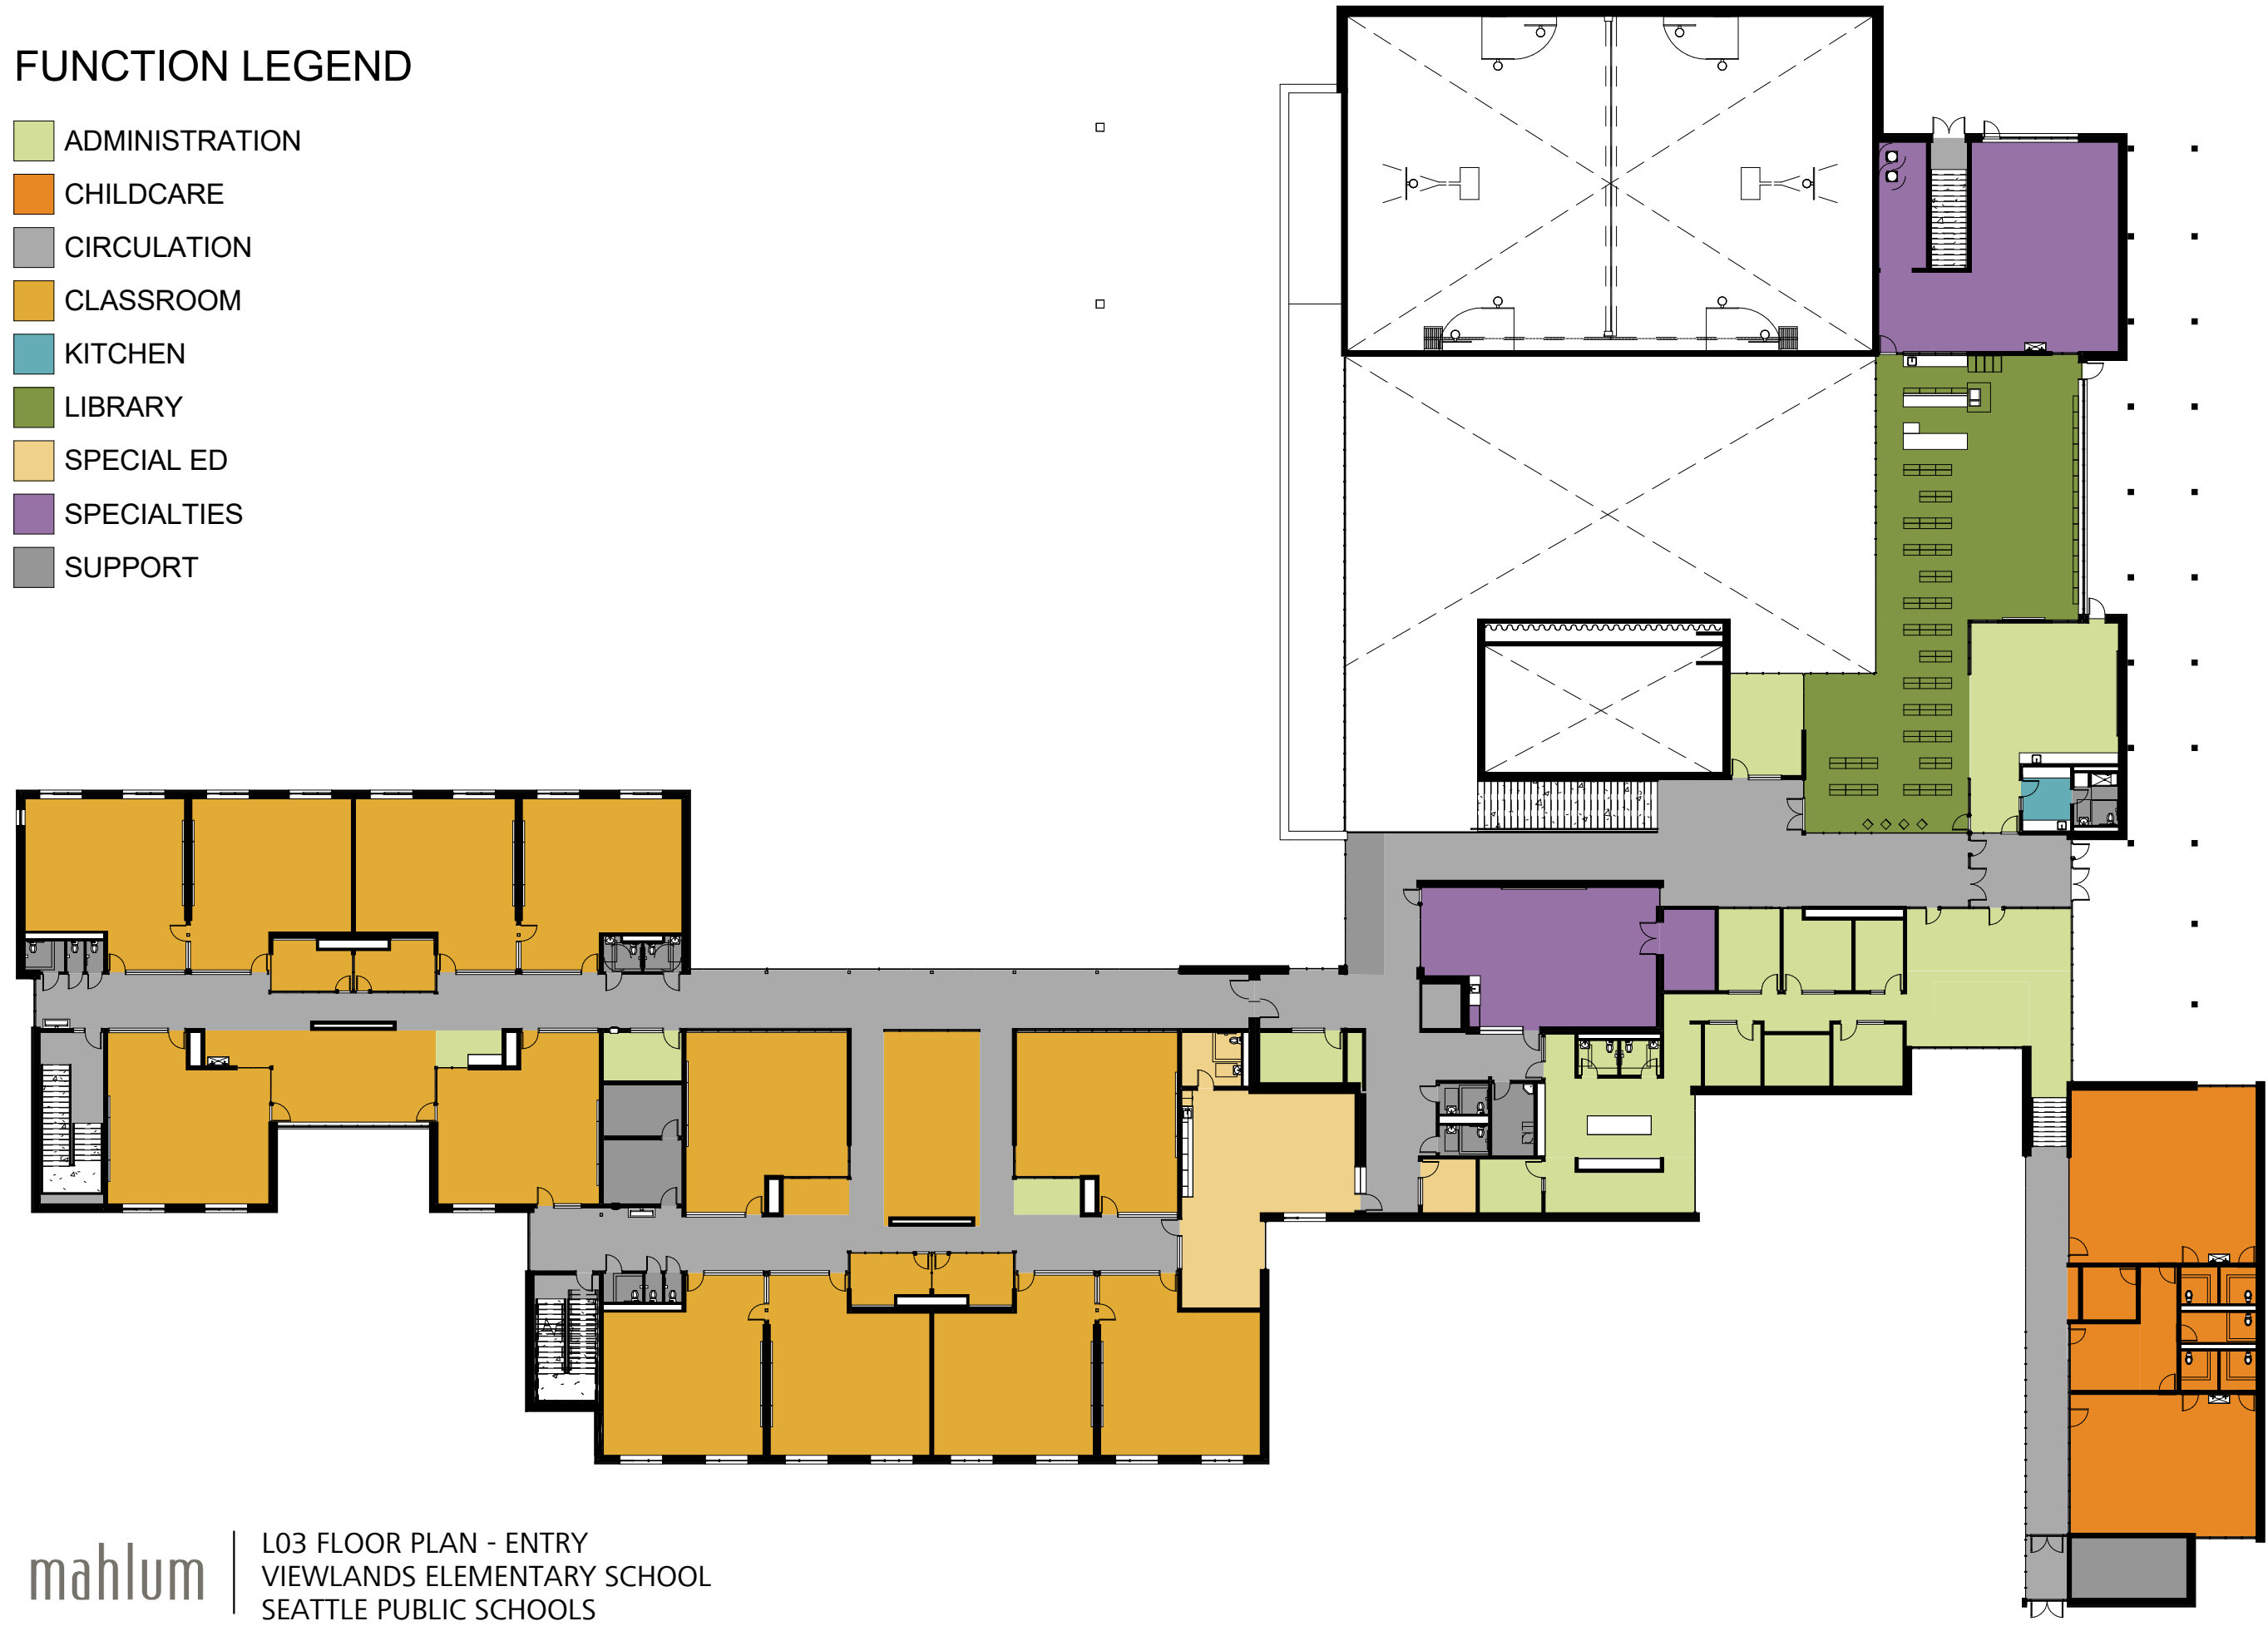 FUNCTION LEGEND
ADMINISTRATION
CHILDCARE
CIRCULATION
CLASSROOM
KITCHEN
LIBRARY
SPECIAL ED
SPECIALTIES
SUPPORT
mahlum
L03 FLOOR PLAN - ENTRY
VIEWLANDS ELEMENTARY SCHOOL
SEATTLE PUBLIC SCHOOLS